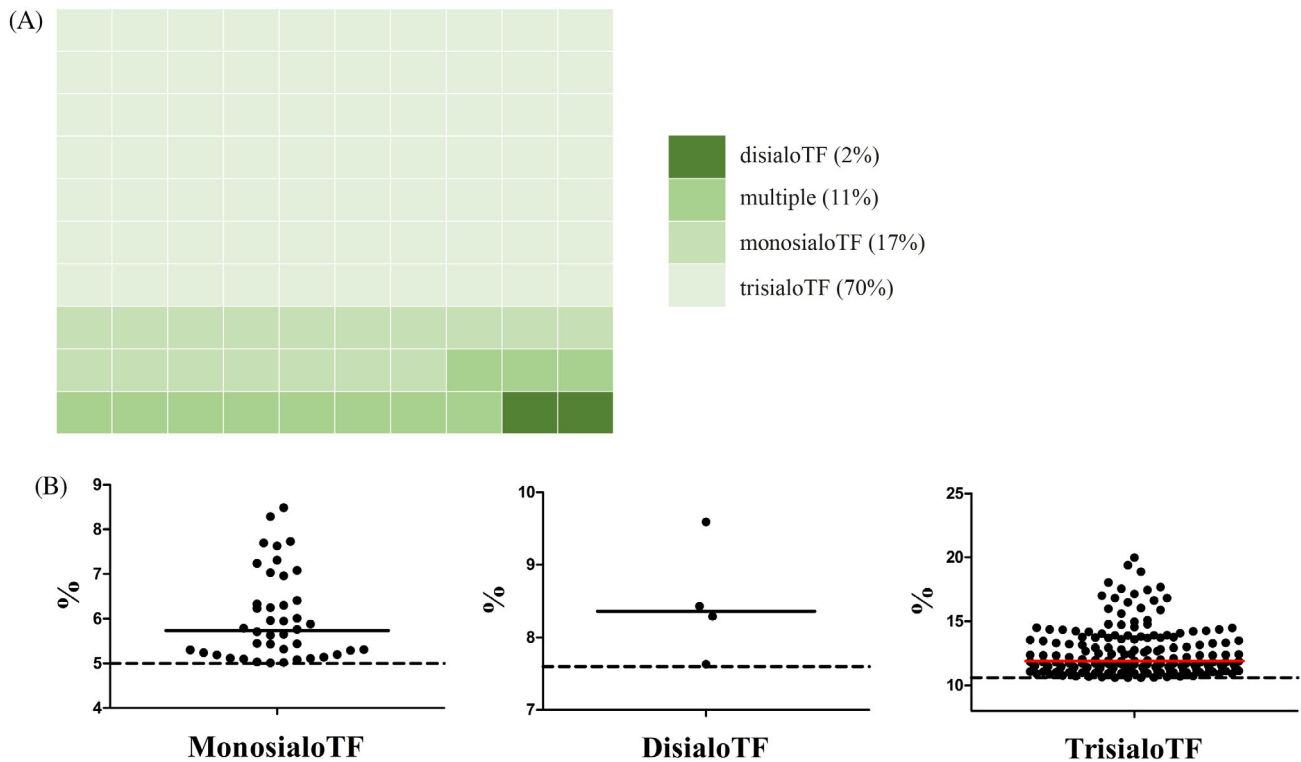 (A)
disialoTF (2%)
multiple (11%)
monosialoTF (17%)
trisialoTF (70%)
(B)
%
9
8
7
6
5
4
MonosialoTF
%
10
9
8
7
DisialoTF
%
25
20
15
10
TrisialoTF